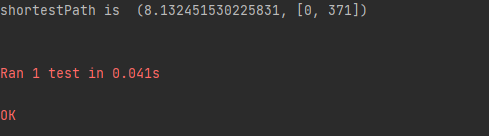 shortestPath is  (8.132451530225831, [0, 371])
Ran 1 test in 0.041s
OK